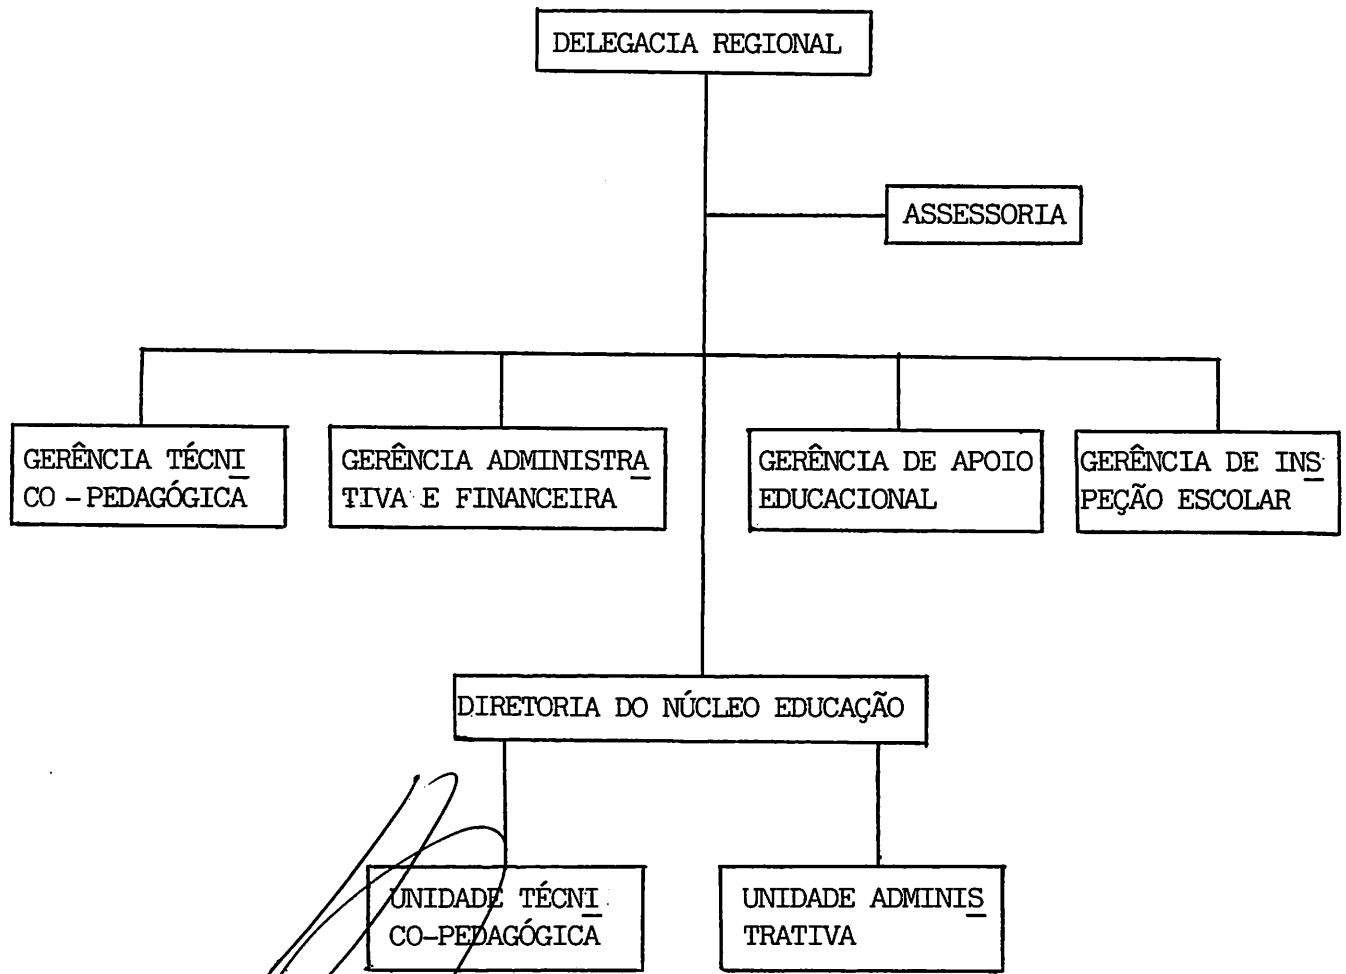 DELEGACIA REGIONAL
ASSESSORIA
GERÊNCIA TÉCNI
CO - PEDAGÓGICA
GERÊNCIA ADMINISTRA
TIVA E FINANCEIRA
GERÊNCIA DE APOIO
EDUCACIONAL
GERÊNCIA DE INS
PEÇÃO ESCOLAR
DIRETORIA DO NÚCLEO EDUCAÇÃO
UNIDADE TÉCNI
CO-PEDAGÓGICA
UNIDADE ADMINIS
TRATIVA